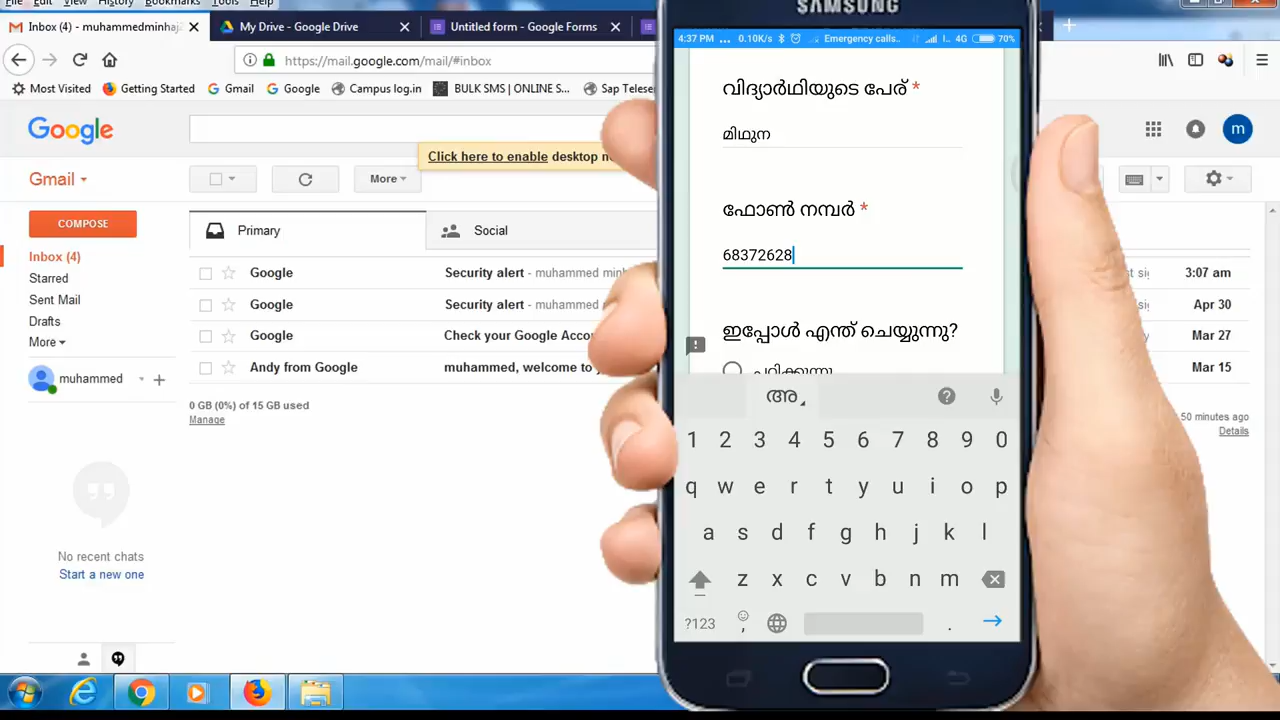 File Edit View History Bookmarks Tools Help
Inbox (4) - muhammedminhaj
My Drive - Google Drive
Untitled form - Google Forms
https://mail.google.com/mail/#inbox
Most Visited Getting Started Gmail Google Campus log.in BULK SMS | ONLINE S... Sap
Google
Click here to enable desktop
m
Gmail
More
COMPOSE
Primary
Social
Inbox (4)
Starred
Sent Mail
Drafts
More
muhammed
Google Security alert - muhammed 3:07 am
Google Security alert - muhammed Apr 30
Google Check your Google Mar 27
Andy from Google muhammed, welcome to Mar 15
0 GB (0%) of 15 GB used
Manage
50 minutes ago
Details
No recent chats
Start a new one
SAMSUNG
4:37 PM ... 0.10K/s Emergency calls.. 4G 70%
വിദ്യാർഥിയുടെ പേര് *
മിഥുന
ഫോൺ നമ്പർ *
68372628
ഇപ്പോൾ എന്ത് ചെയ്യുന്നു?
പഠിക്കുന്നു
അ
1 2 3 4 5 6 7 8 9 0
q w e r t y u i o p
a s d f g h j k l
z x c v b n m
?123 , .